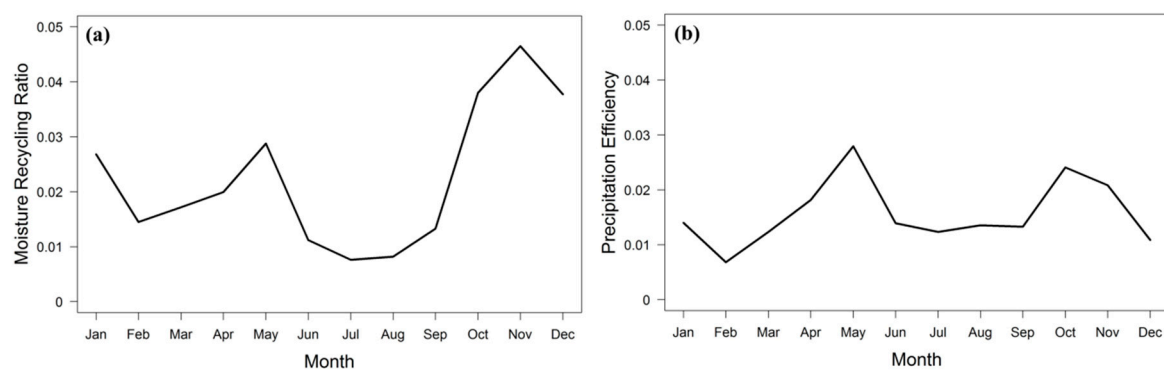 (a)
Moisture Recycling Ratio
0.05
0.04
0.03
0.02
0.01
0
Jan Feb Mar Apr May Jun Jul Aug Sep Oct Nov Dec
Month
(b)
Precipitation Efficiency
0.05
0.04
0.03
0.02
0.01
0
Jan Feb Mar Apr May Jun Jul Aug Sep Oct Nov Dec
Month